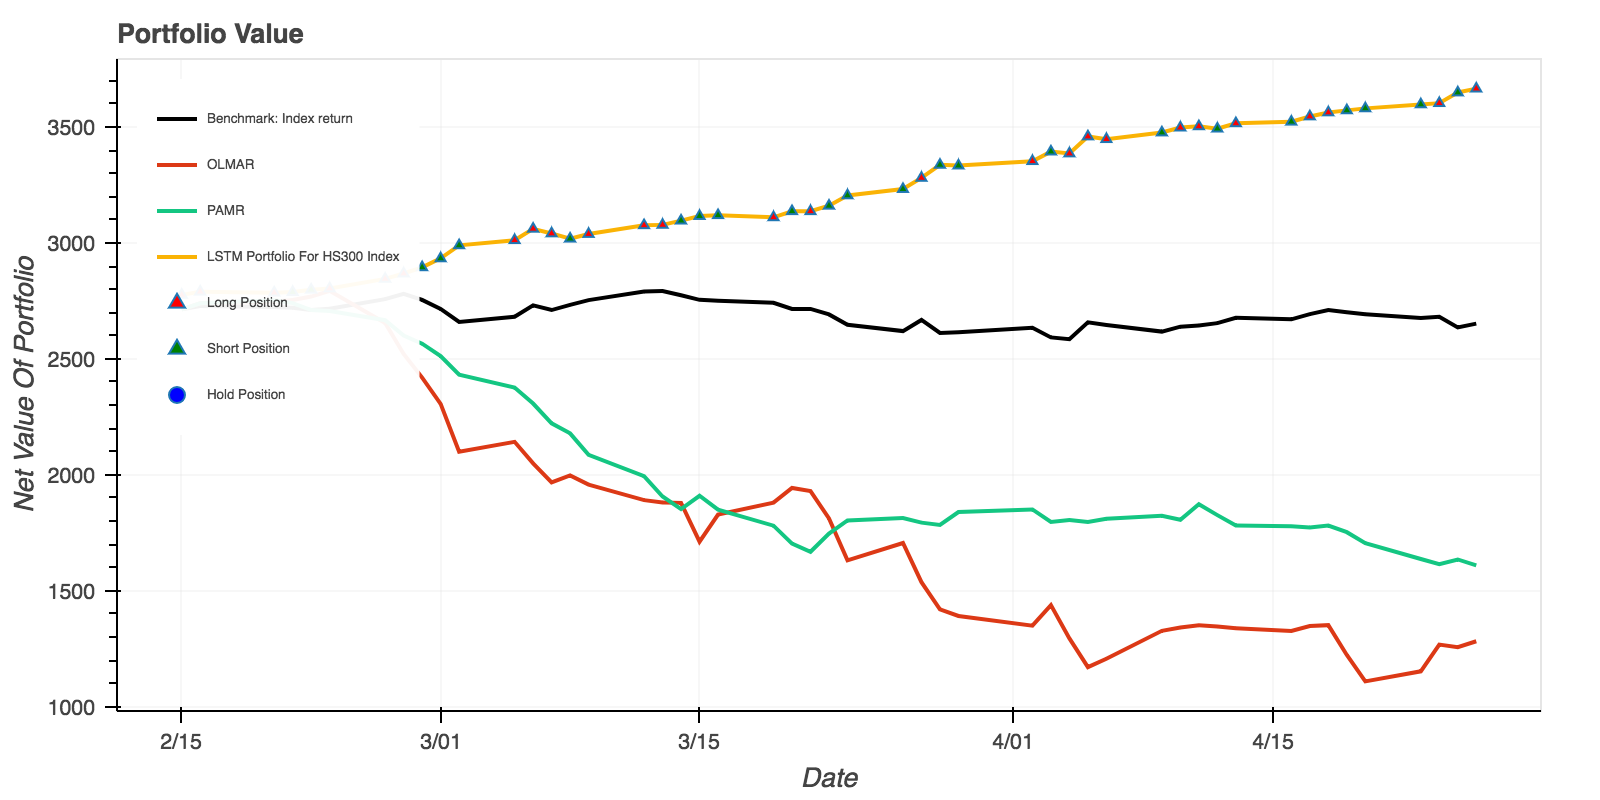 Portfolio Value
Benchmark: Index return
OLMAR
PAMR
LSTM Portfolio For HS300 Index
Long Position
Short Position
Hold Position
Net Value Of Portfolio
3500
3000
2500
2000
1500
1000
2/15
3/01
3/15
4/01
4/15
Date